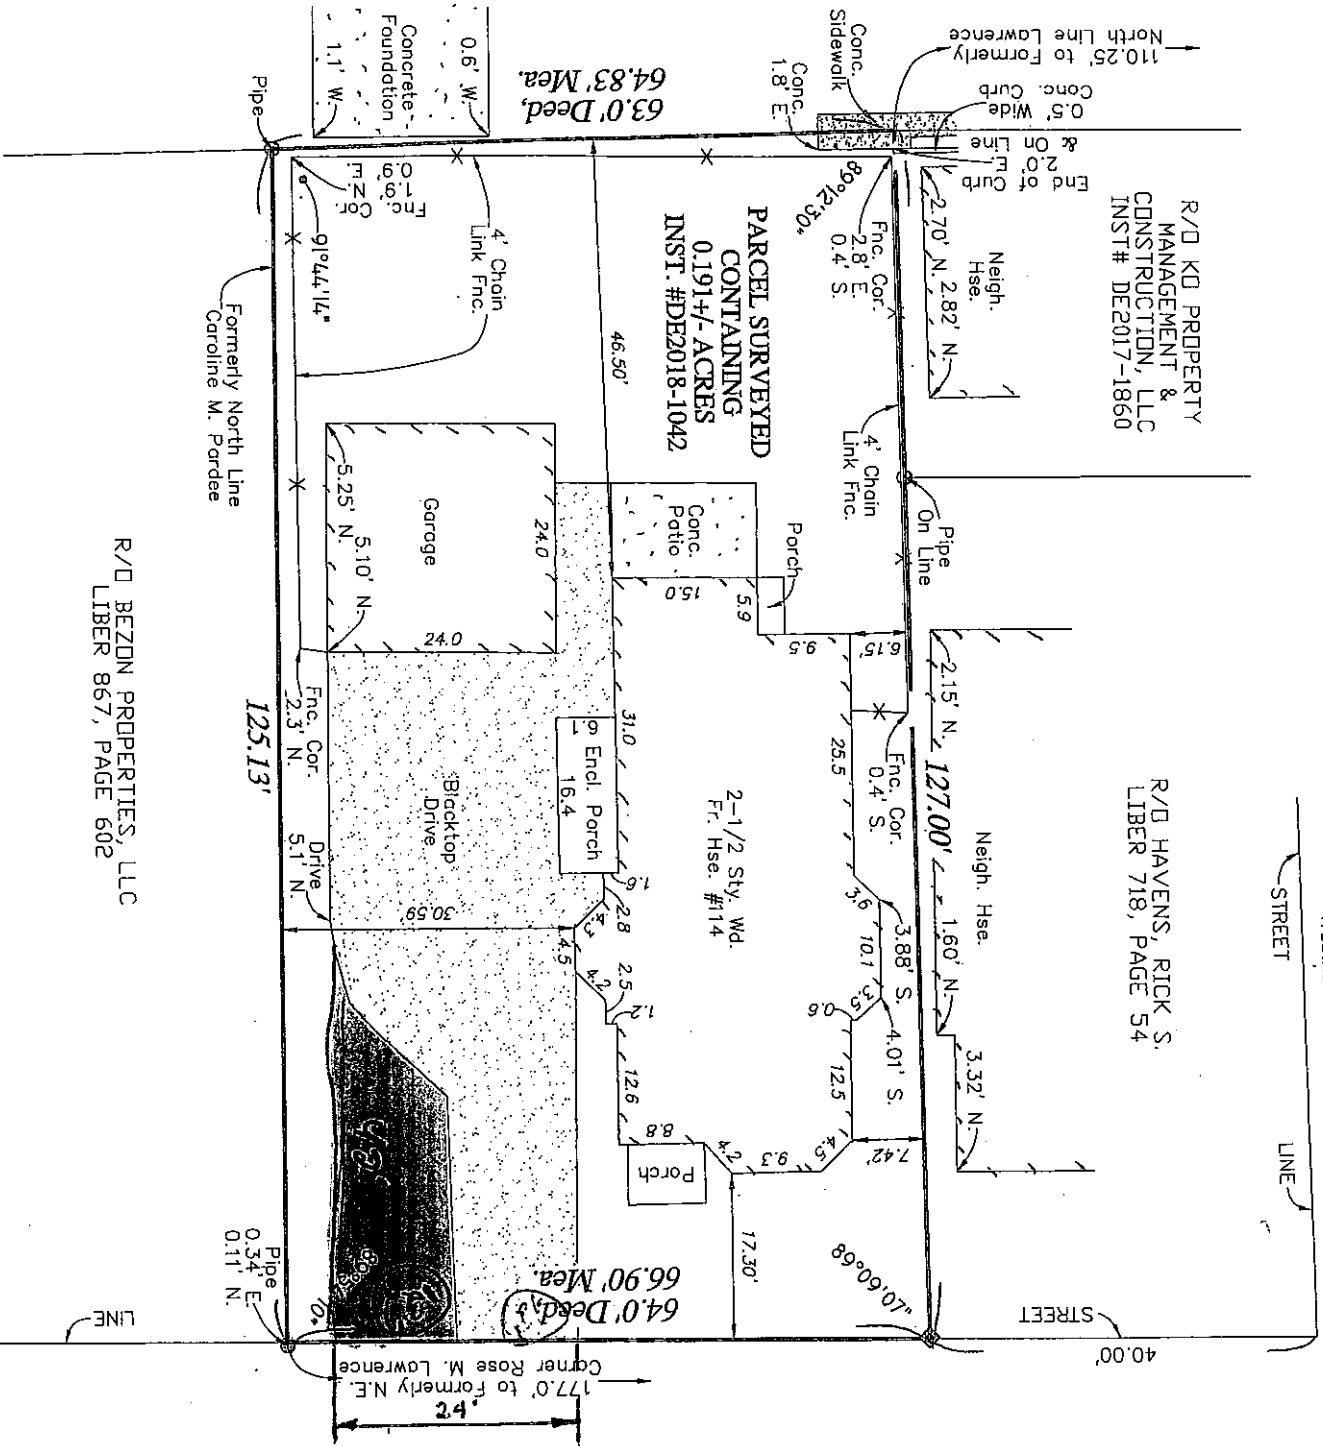 110.25' to Formerly
North Line Lawrence
Conc.
Sidewalk
0.5' Wide
Conc. Curb
& On Line
End of Curb
2.0' E.
Conc.
1.8' E.
0.6' W.
Concrete
Foundation
1.1' W.
Pipe
63.0' Deed,
64.83' Mea.
R/O KO PROPERTY
MANAGEMENT &
CONSTRUCTION, LLC
INST# DE2017-1860
Neigh.
Hse.
2.70' N.
2.82' N.
89°12'30"
Fnc. Cor.
2.8' E.
0.4' S.
PARCEL SURVEYED
CONTAINING
0.191+/- ACRES
INST. #DE2018-1042
4' Chain
Link Fnc.
Fnc. Cor.
1.9' N.
0.9' E.
91°44'14"
4' Chain
Link Fnc.
Formerly North Line
Caroline M. Pardee
46.50'
Pipe
On Line
Garage
24.0
24.0
5.25' N.
5.10' N.
Conc.
Patio
Porch
15.0
5.9
9.5
6.15'
2.15' N.
127.00'
1.60' N.
3.32' N.
Neigh. Hse.
R/O HAVENS, RICK S.
LIBER 718, PAGE 54
STREET
LINE
Fnc. Cor.
0.4' S.
25.5
3.6
3.88' S.
10.1
3.5
4.01' S.
0.6
12.5
4.5
7.42'
9.3
4.2
8.8
Porch
12.6
1.2
2.5
4.2
4.5
4.3
2.8
1.6
31.0
Encl. Porch
16.4
6.1
2-1/2 Sty. Wd.
Fr. Hse. #114
Blacktop
Drive
30.59
Fnc. Cor.
2.3' N.
Drive
5.1' N.
125.13'
R/O BEZON PROPERTIES, LLC
LIBER 867, PAGE 602
17.30'
64.0' Deed,
66.90' Mea.
89°09'07"
STREET
40.00'
Pipe
0.34' E.
0.11' N.
LINE
177.0' to Formerly N.E.
Corner Rose M. Lawrence
24'